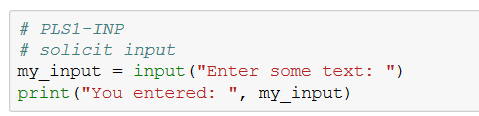 # PLS1-INP
# solicit input
my_input = input("Enter some text: ")
print("You entered: ", my_input)